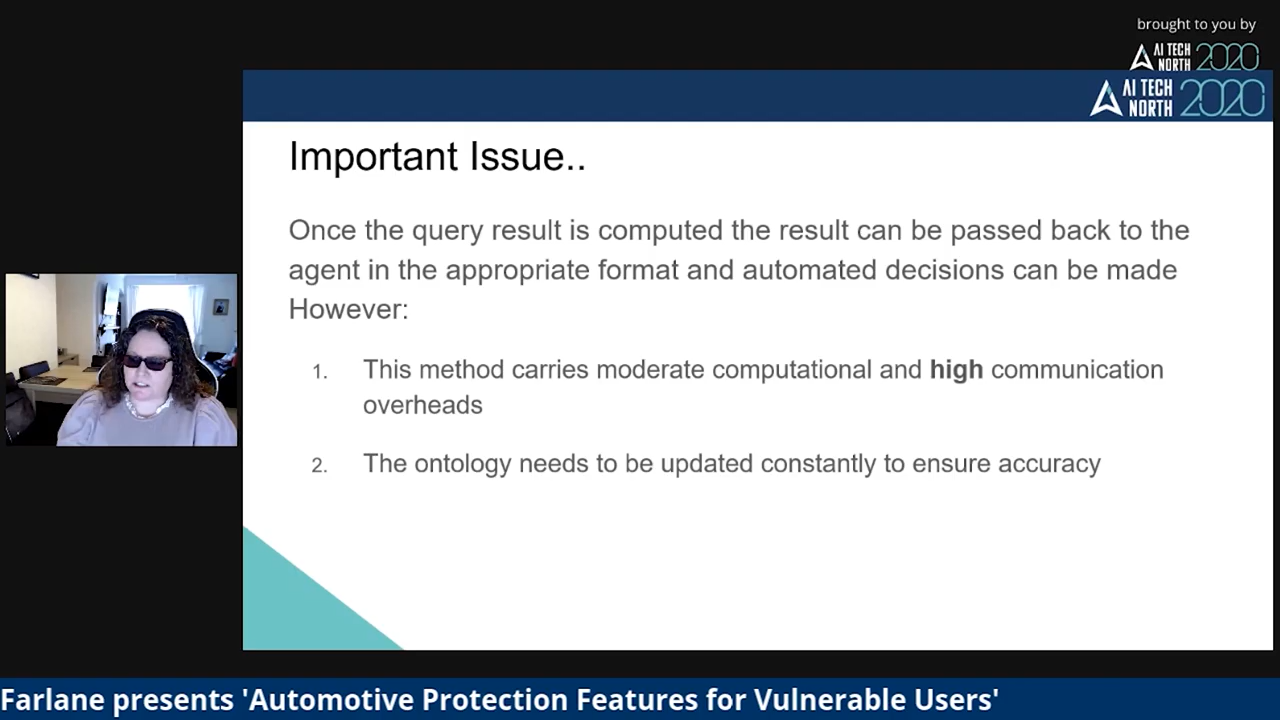 brought to you by
AI TECH
NORTH 2020
AI TECH
NORTH 2020
Important Issue..
Once the query result is computed the result can be passed back to the
agent in the appropriate format and automated decisions can be made
However:
1. This method carries moderate computational and high communication
overheads
2. The ontology needs to be updated constantly to ensure accuracy
Farlane presents 'Automotive Protection Features for Vulnerable Users'